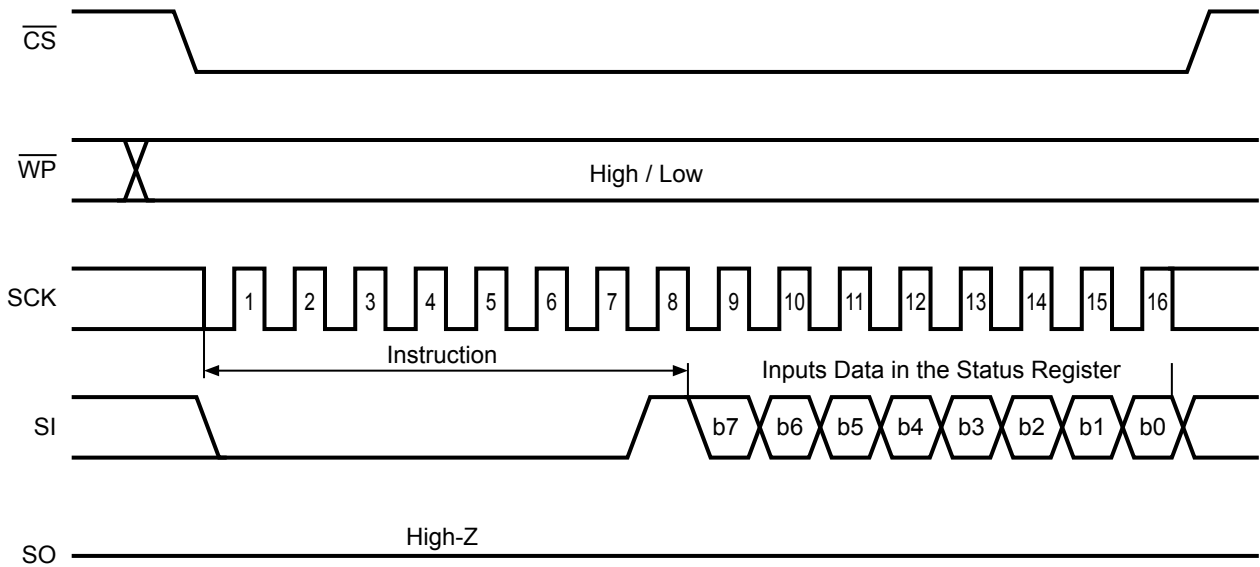 CS
WP
High / Low
SCK
1 2 3 4 5 6 7 8 9 10 11 12 13 14 15 16
Instruction
Inputs Data in the Status Register
SI
b7 b6 b5 b4 b3 b2 b1 b0
High-Z
SO